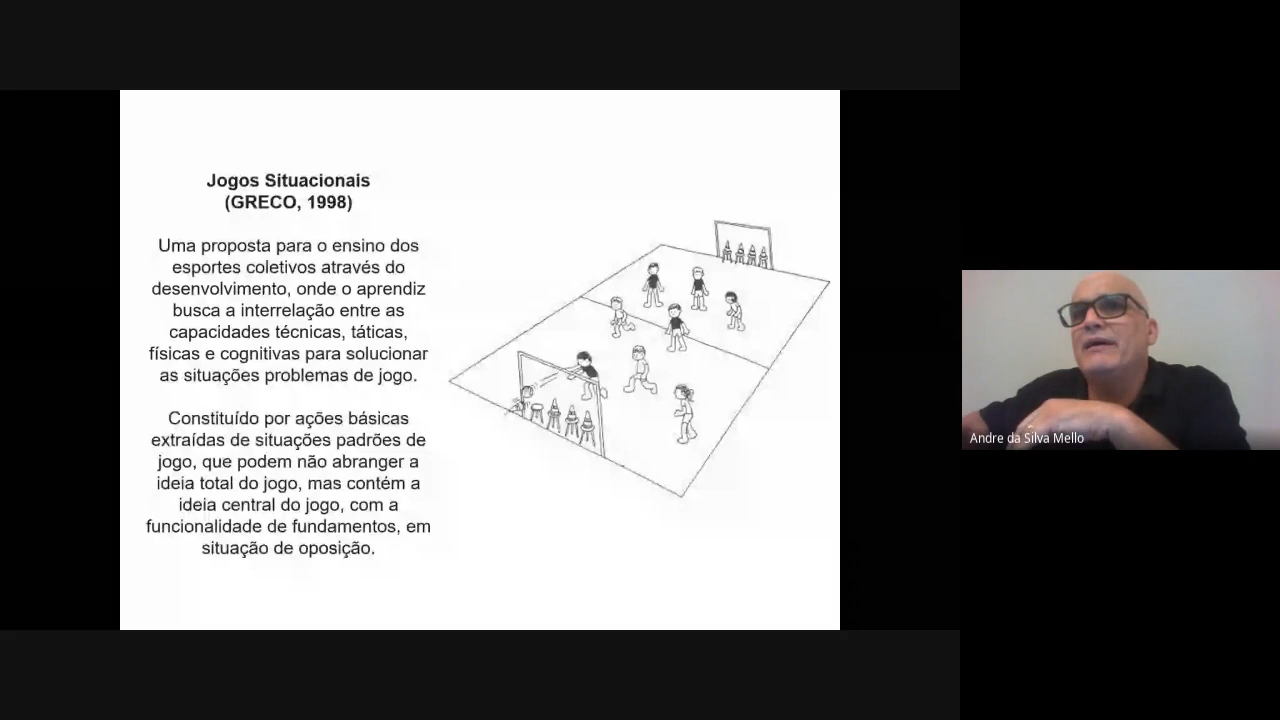 Jogos Situacionais
(GRECO, 1998)
Uma proposta para o ensino dos
esportes coletivos através do
desenvolvimento, onde o aprendiz
busca a interrelação entre as
capacidades técnicas, táticas,
físicas e cognitivas para solucionar
as situações problemas de jogo.
Constituído por ações básicas
extraídas de situações padrões de
jogo, que podem não abranger a
ideia total do jogo, mas contém a
ideia central do jogo, com a
funcionalidade de fundamentos, em
situação de oposição.
Andre da Silva Mello